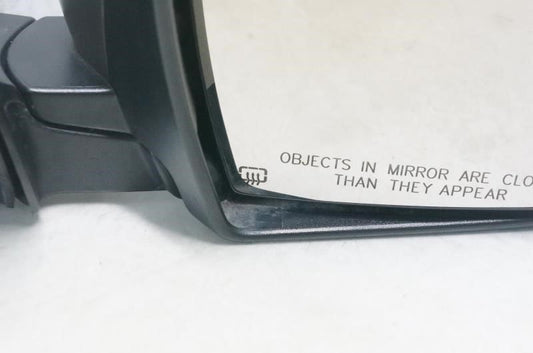 OBJECTS IN MIRROR ARE CLO
THAN THEY APPEAR